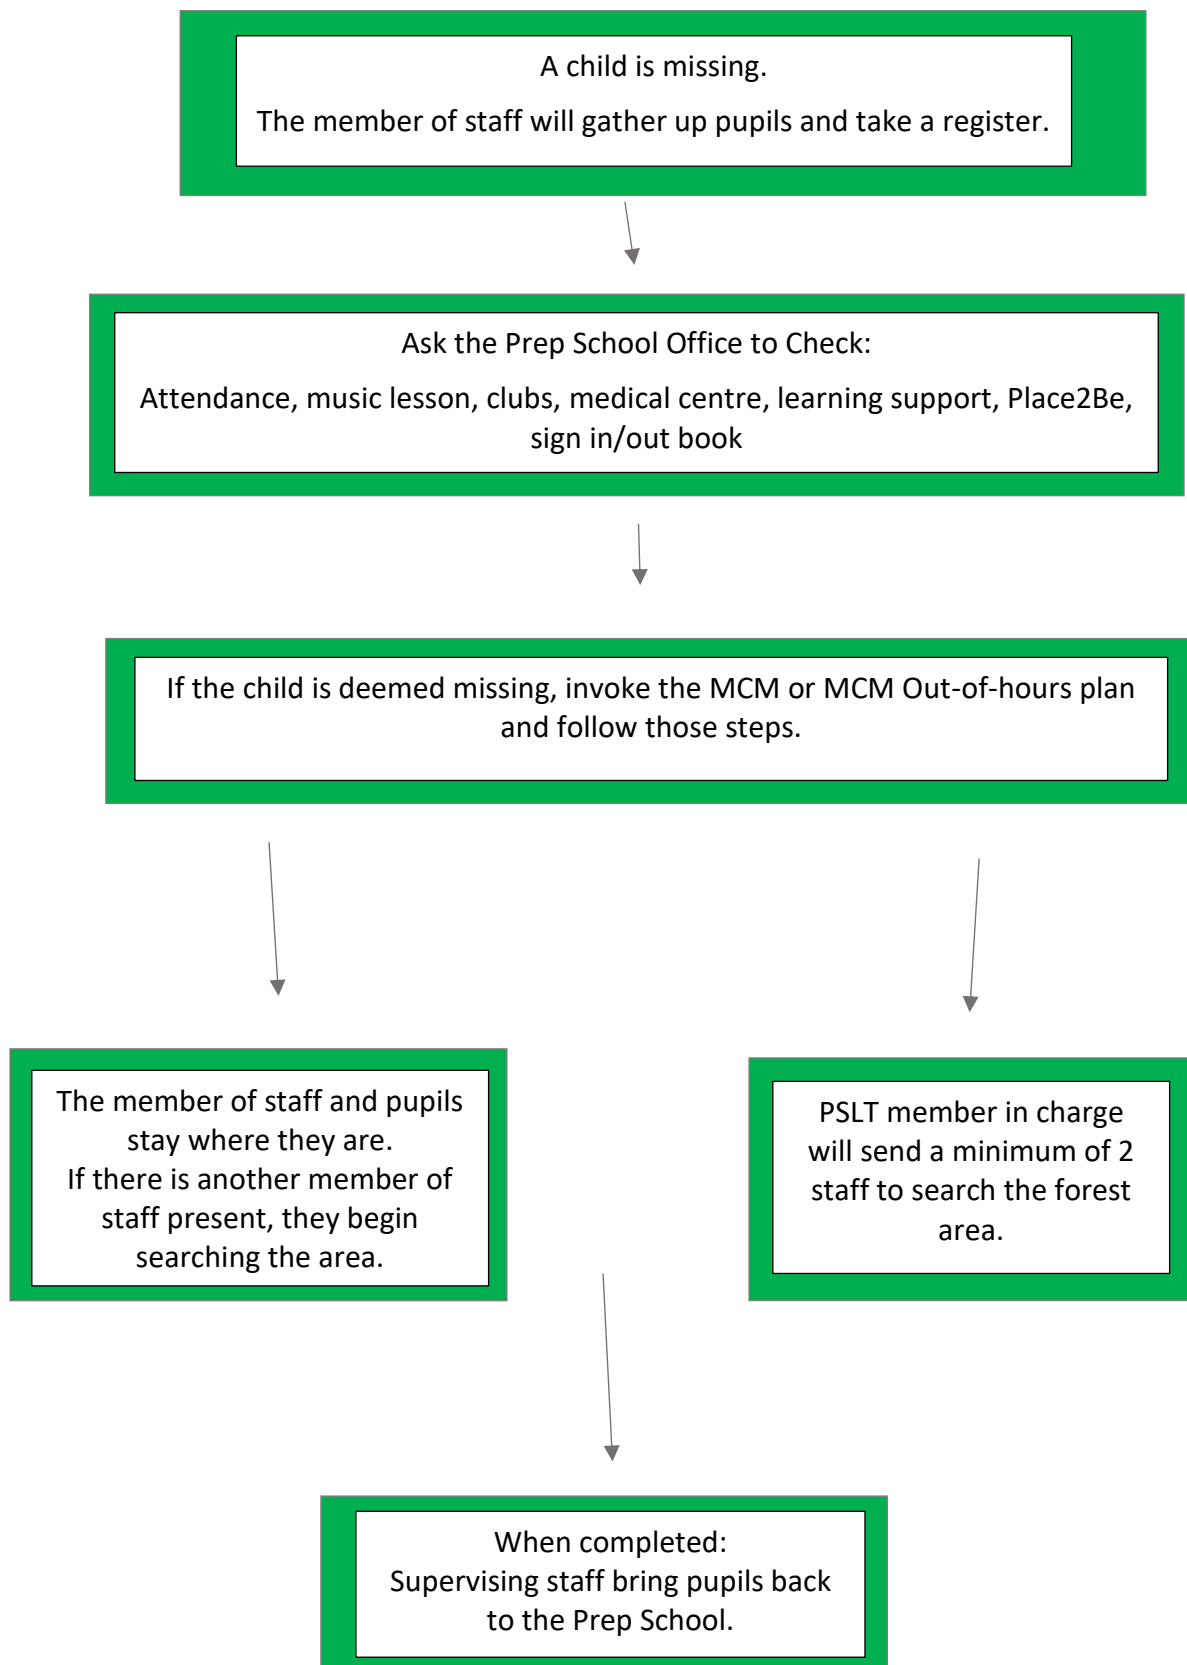 A child is missing.
The member of staff will gather up pupils and take a register.
Ask the Prep School Office to Check:
Attendance, music lesson, clubs, medical centre, learning support, Place2Be,
sign in/out book
If the child is deemed missing, invoke the MCM or MCM Out-of-hours plan
and follow those steps.
The member of staff and pupils
stay where they are.
If there is another member of
staff present, they begin
searching the area.
PSLT member in charge
will send a minimum of 2
staff to search the forest
area.
When completed:
Supervising staff bring pupils back
to the Prep School.